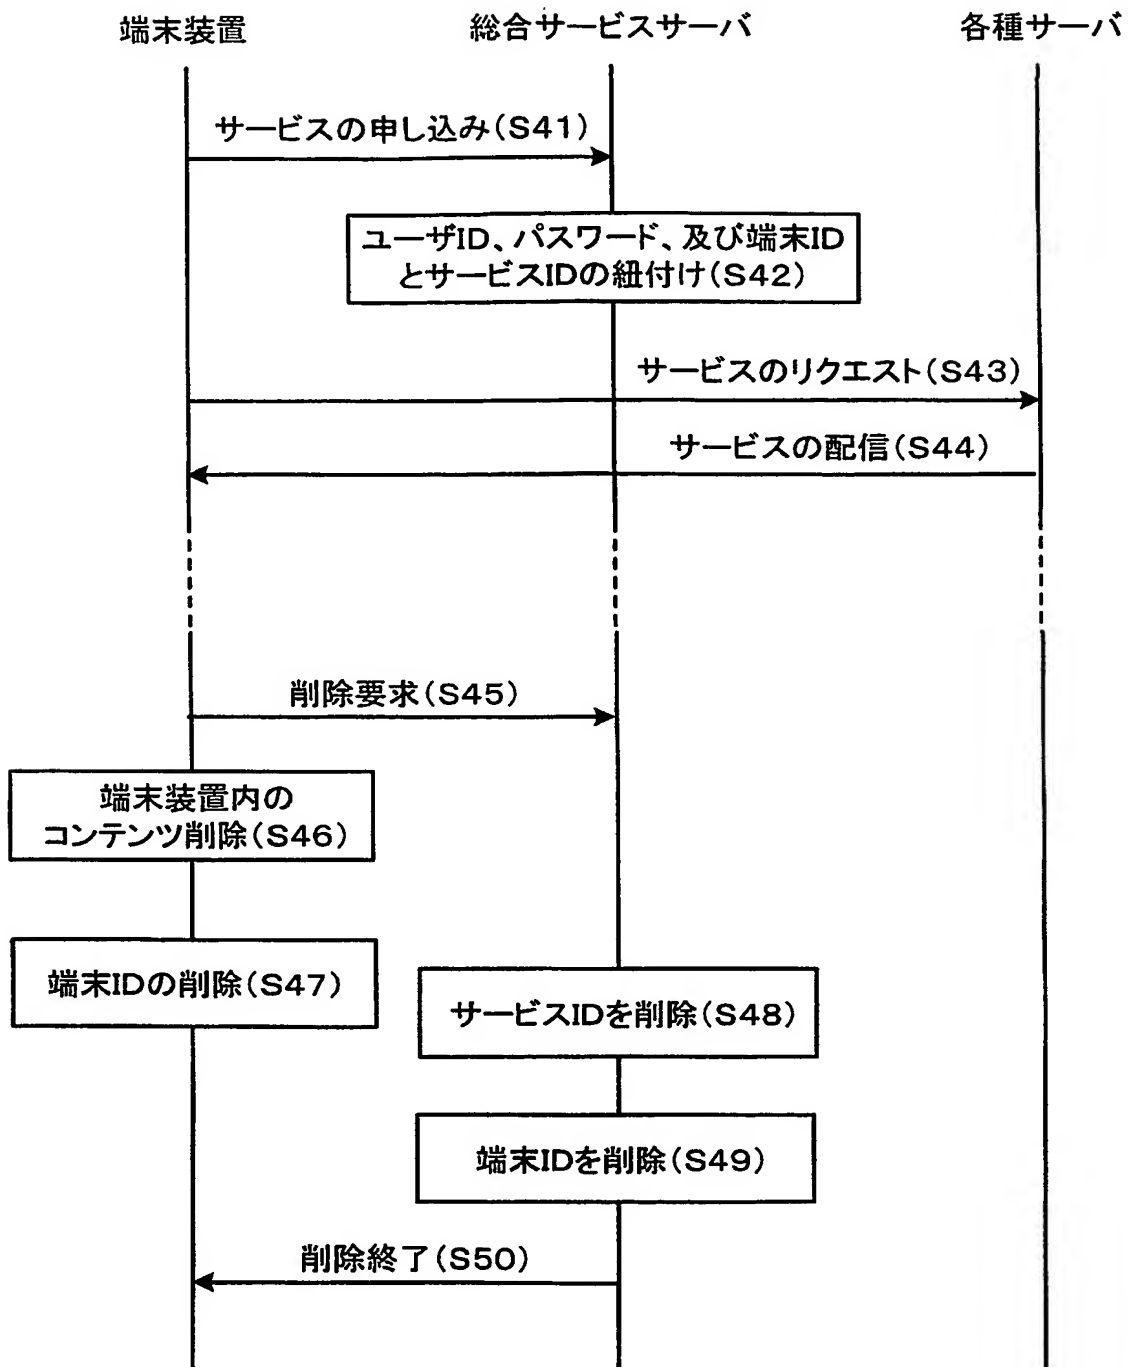 端末装置
総合サービスサーバ
各種サーバ
サービスの申し込み(S41)
ユーザID、パスワード、及び端末ID
とサービスIDの紐付け(S42)
サービスのリクエスト(S43)
サービスの配信(S44)
削除要求(S45)
端末装置内の
コンテンツ削除(S46)
端末IDの削除(S47)
サービスIDを削除(S48)
端末IDを削除(S49)
削除終了(S50)